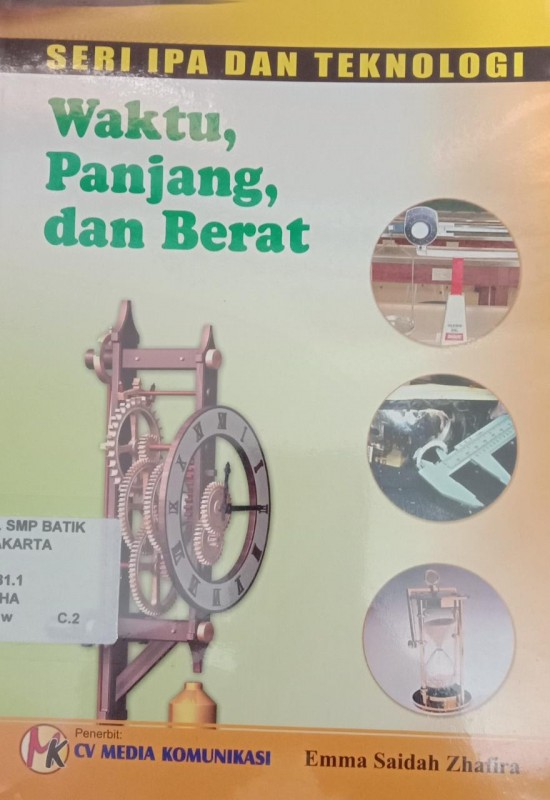 SERI IPA DAN TEKNOLOGI
Waktu,
Panjang,
dan Berat
. SMP BATIK
AKARTA
31.1
HA
w C.2
MK
Penerbit:
CV MEDIA KOMUNIKASI
Emma Saidah Zhafira